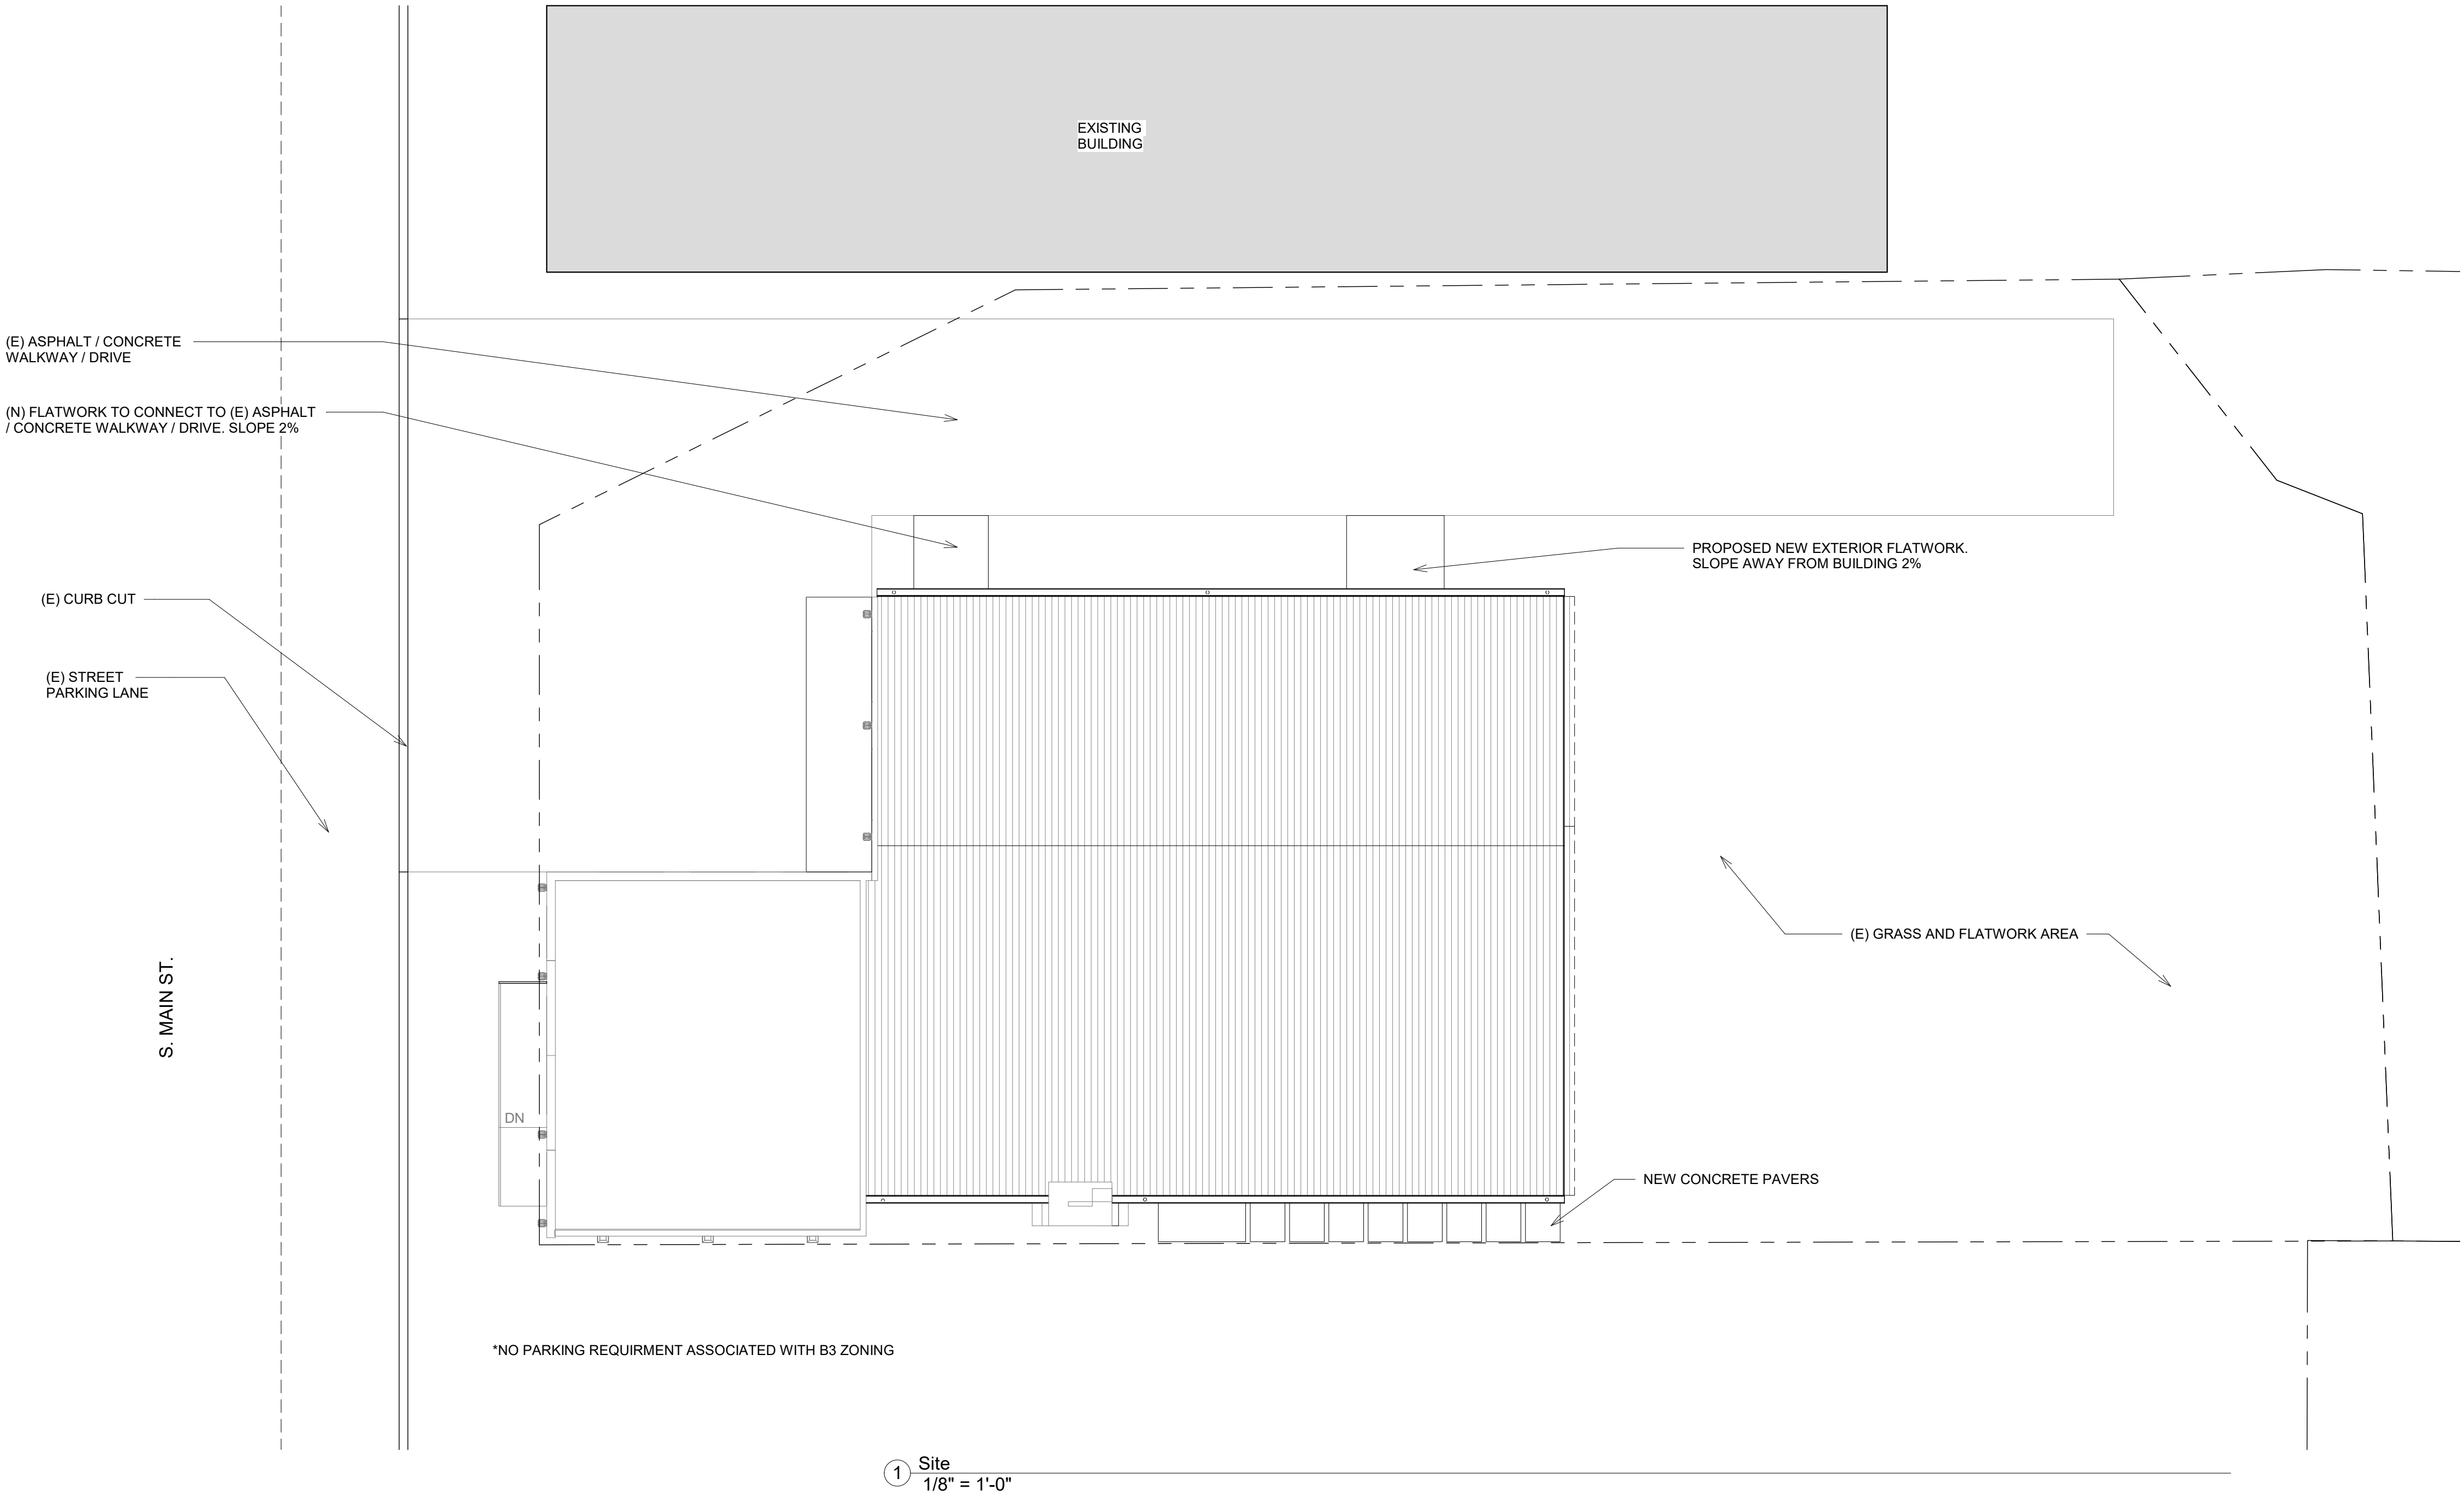 EXISTING
BUILDING
(E) ASPHALT / CONCRETE
WALKWAY / DRIVE
(N) FLATWORK TO CONNECT TO (E) ASPHALT
/ CONCRETE WALKWAY / DRIVE. SLOPE 2%
PROPOSED NEW EXTERIOR FLATWORK.
SLOPE AWAY FROM BUILDING 2%
(E) CURB CUT
(E) STREET
PARKING LANE
(E) GRASS AND FLATWORK AREA
S. MAIN ST.
DN
NEW CONCRETE PAVERS
*NO PARKING REQUIRMENT ASSOCIATED WITH B3 ZONING
1
Site
1/8" = 1'-0"